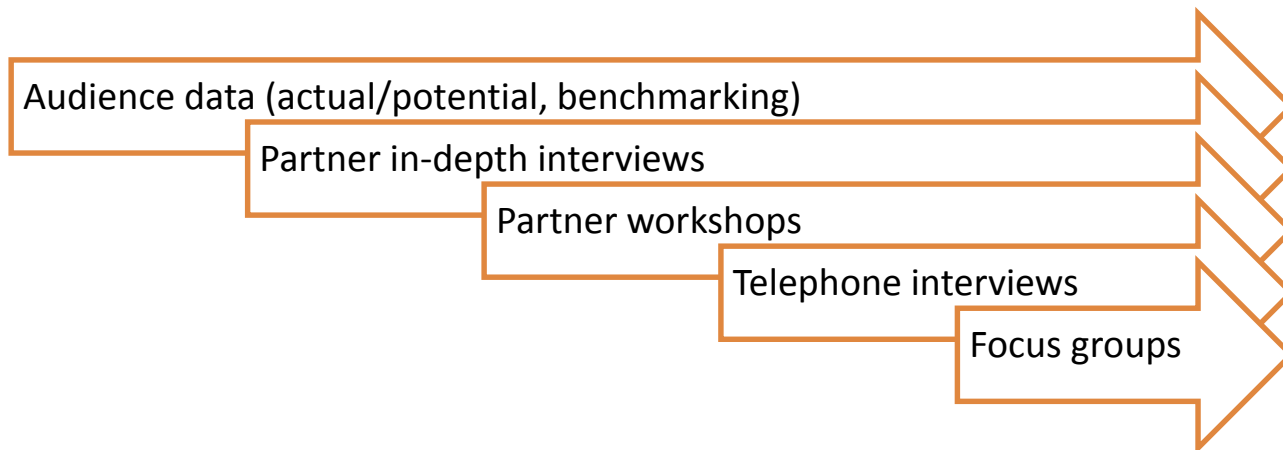 Audience data (actual/potential, benchmarking)
Partner in-depth interviews
Partner workshops
Telephone interviews
Focus groups